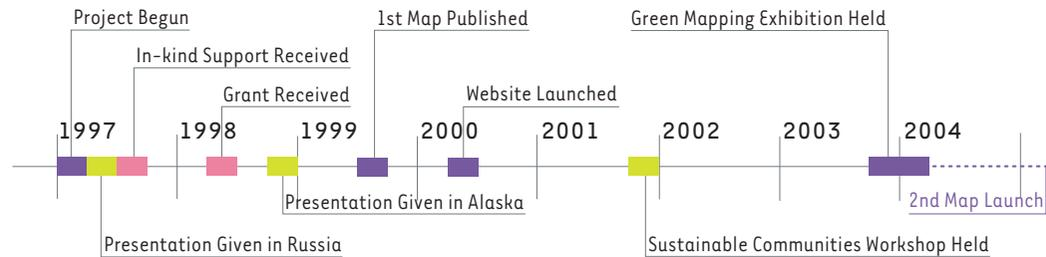 Project Begun
1st Map Published
Green Mapping Exhibition Held
In-kind Support Received
Grant Received
Website Launched
1997
1998
1999
2000
2001
2002
2003
2004
Presentation Given in Alaska
2nd Map Launch
Presentation Given in Russia
Sustainable Communities Workshop Held